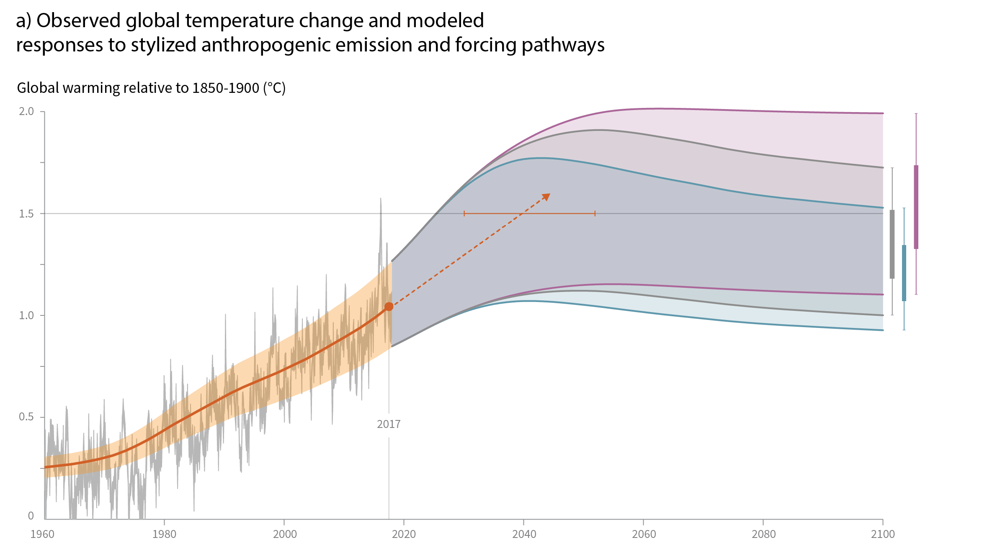 a) Observed global temperature change and modeled
responses to stylized anthropogenic emission and forcing pathways
Global warming relative to 1850-1900 (°C)
2.0
1.5
1.0
0.5
0
2017
1960 1980 2000 2020 2040 2060 2080 2100